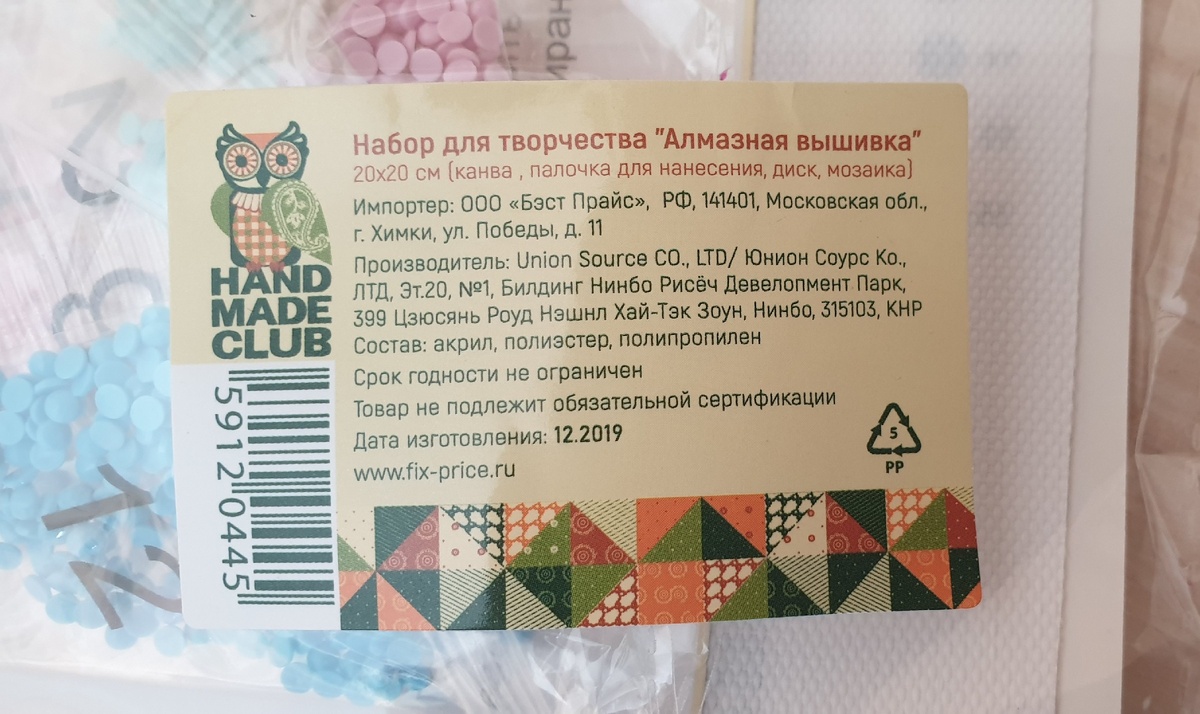 HAND
MADE
CLUB
Набор для творчества "Алмазная вышивка"
20x20 см (канва , палочка для нанесения, диск, мозаика)
Импортер: ООО «Бэст Прайс», РФ, 141401, Московская обл.,
г. Химки, ул. Победы, д. 11
Производитель: Union Source CO., LTD/ Юнион Соурс Ко.,
ЛТД, Эт.20, №1, Билдинг Нинбо Рисёч Девелопмент Парк,
399 Цзюсянь Роуд Нэшнл Хай-Тэк Зоун, Нинбо, 315103, КНР
Состав: акрил, полиэстер, полипропилен
Срок годности не ограничен
Товар не подлежит обязательной сертификации
Дата изготовления: 12.2019
www.fix-price.ru
5
PP
59120445
12